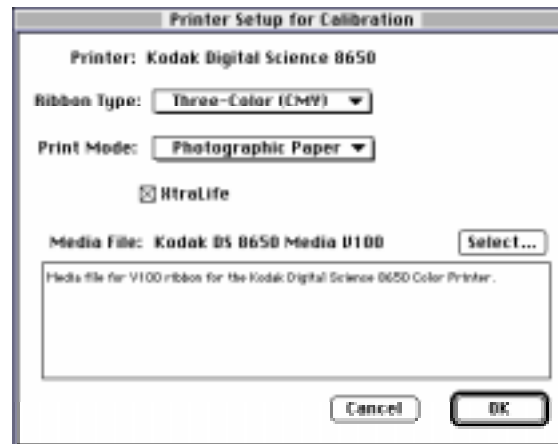 Printer Setup for Calibration
Printer: Kodak Digital Science 8650
Ribbon Type: Three-Color (CMY)
Print Mode: Photographic Paper
XtraLife
Media File: Kodak DS 8650 Media V100 Select...
Media file for V100 ribbon for the Kodak Digital Science 8650 Color Printer.
Cancel OK